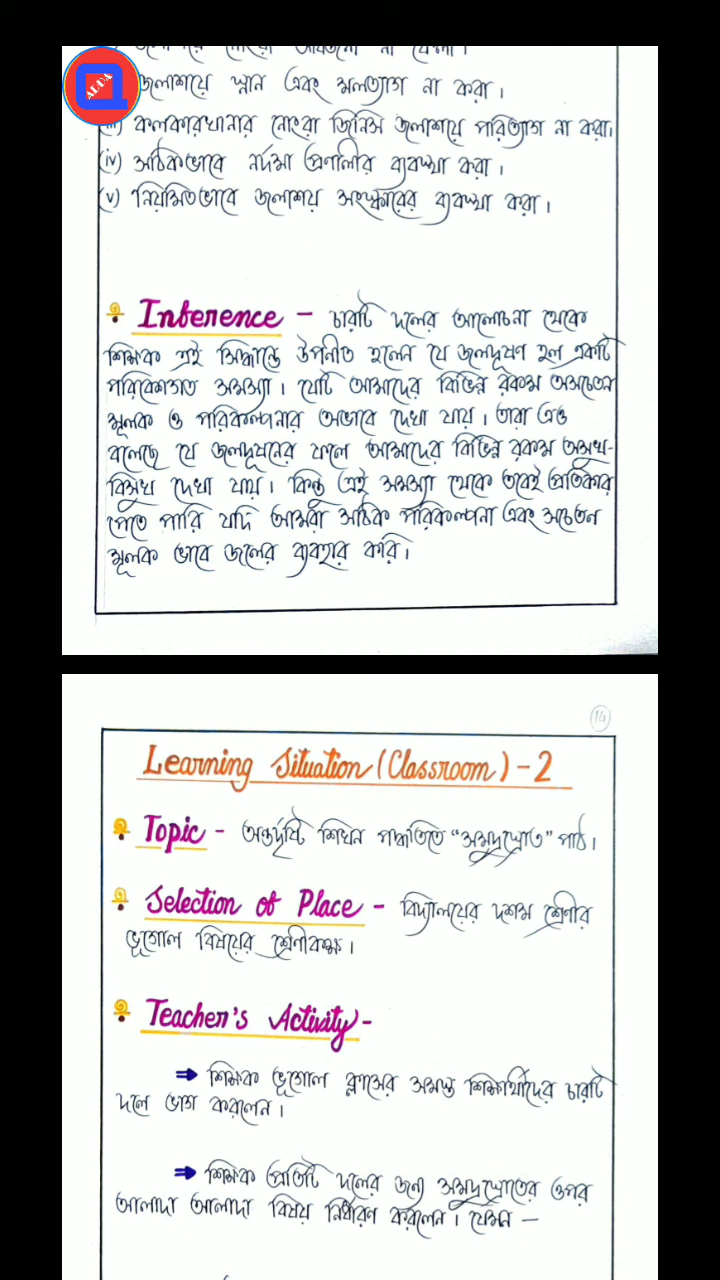 জলাশয়ে স্নান এবং মলত্যাগ না করা।
ADDA
iii) কলকারখানার নোংরা জিনিস জলাশয়ে পরিত্যাগ না করা।
(iv) সঠিকভাবে নর্দমা প্রণালীর ব্যবস্থা করা।
(v) নিয়মিতভাবে জলাশয় সংস্কারের ব্যবস্থা করা।
Inference – চারটি দলের আলোচনা থেকে
শিক্ষক এই সিদ্ধান্তে উপনীত হলেন যে জলদূষণ হল একটি
পরিবেশগত সমস্যা। যেটি আমাদের বিভিন্ন রকম অসচেতন
মূলক ও পরিকল্পনার অভাবে দেখা যায়। তারা এও
বলেছে যে জলদূষনের ফলে আমাদের বিভিন্ন রকম অসুখ-
বিসুখ দেখা যায়। কিন্তু এই সমস্যা থেকে তবেই প্রতিকার
পেতে পারি যদি আমরা সঠিক পরিকল্পনা এবং সচেতন
মূলক ভাবে জলের ব্যবহার করি।
14
Learning Situation (Classroom) - 2
Topic - অন্তর্দৃষ্টি শিখন পদ্ধতিতে "সমুদ্রস্রোত" পাঠ।
Selection of Place - বিদ্যালয়ের দশম শ্রেণীর
ভূগোল বিষয়ের শ্রেণীকক্ষ।
Teacher's Activity -
⇒ শিক্ষক ভূগোল ক্লাসের সমস্ত শিক্ষার্থীদের চারটি
দলে ভাগ করলেন।
⇒ শিক্ষক প্রতিটি দলের জন্য সমুদ্রস্রোতের ওপর
আলাদা আলাদা বিষয় নির্ধারণ করলেন। যেমন –